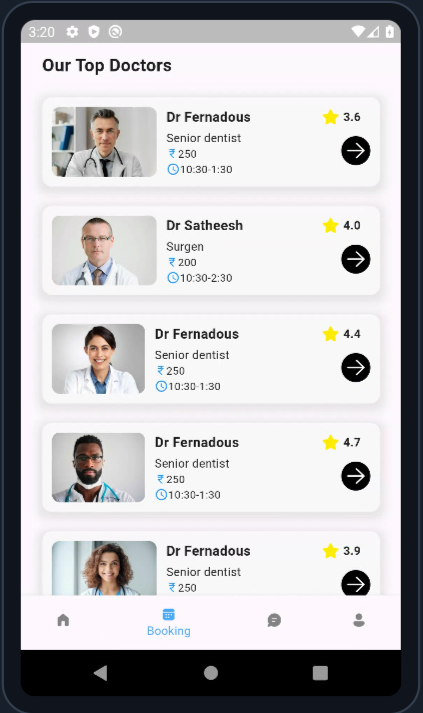 3:20
Our Top Doctors
Dr Fernadous
3.6
Senior dentist
₹ 250
10:30-1:30
Dr Satheesh
4.0
Surgen
₹ 200
10:30-2:30
Dr Fernadous
4.4
Senior dentist
₹ 250
10:30-1:30
Dr Fernadous
4.7
Senior dentist
₹ 250
10:30-1:30
Dr Fernadous
3.9
Senior dentist
₹ 250
Booking